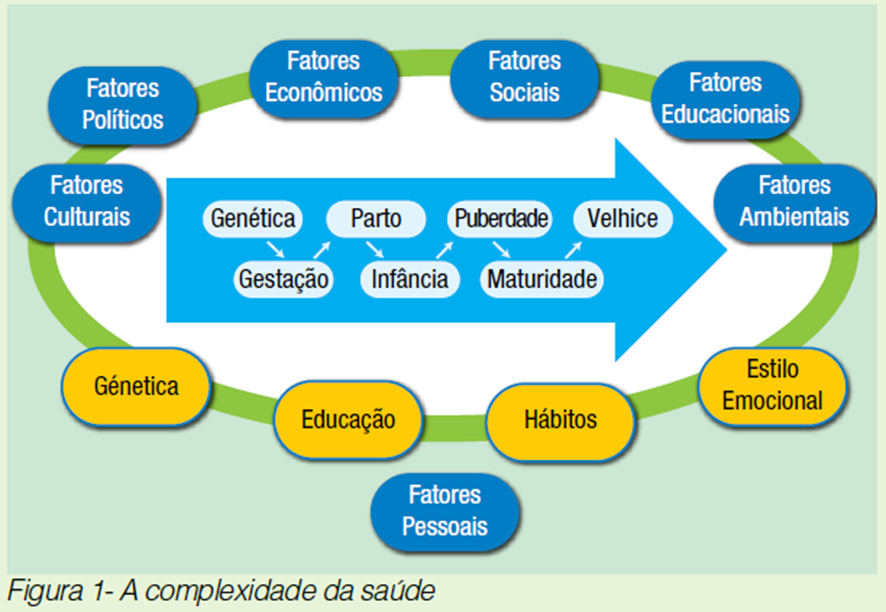 Fatores
Políticos
Fatores
Econômicos
Fatores
Sociais
Fatores
Educacionais
Fatores
Culturais
Fatores
Ambientais
Genética
Parto
Puberdade
Velhice
Gestação
Infância
Maturidade
Génetica
Educação
Hábitos
Estilo
Emocional
Fatores
Pessoais
Figura 1- A complexidade da saúde